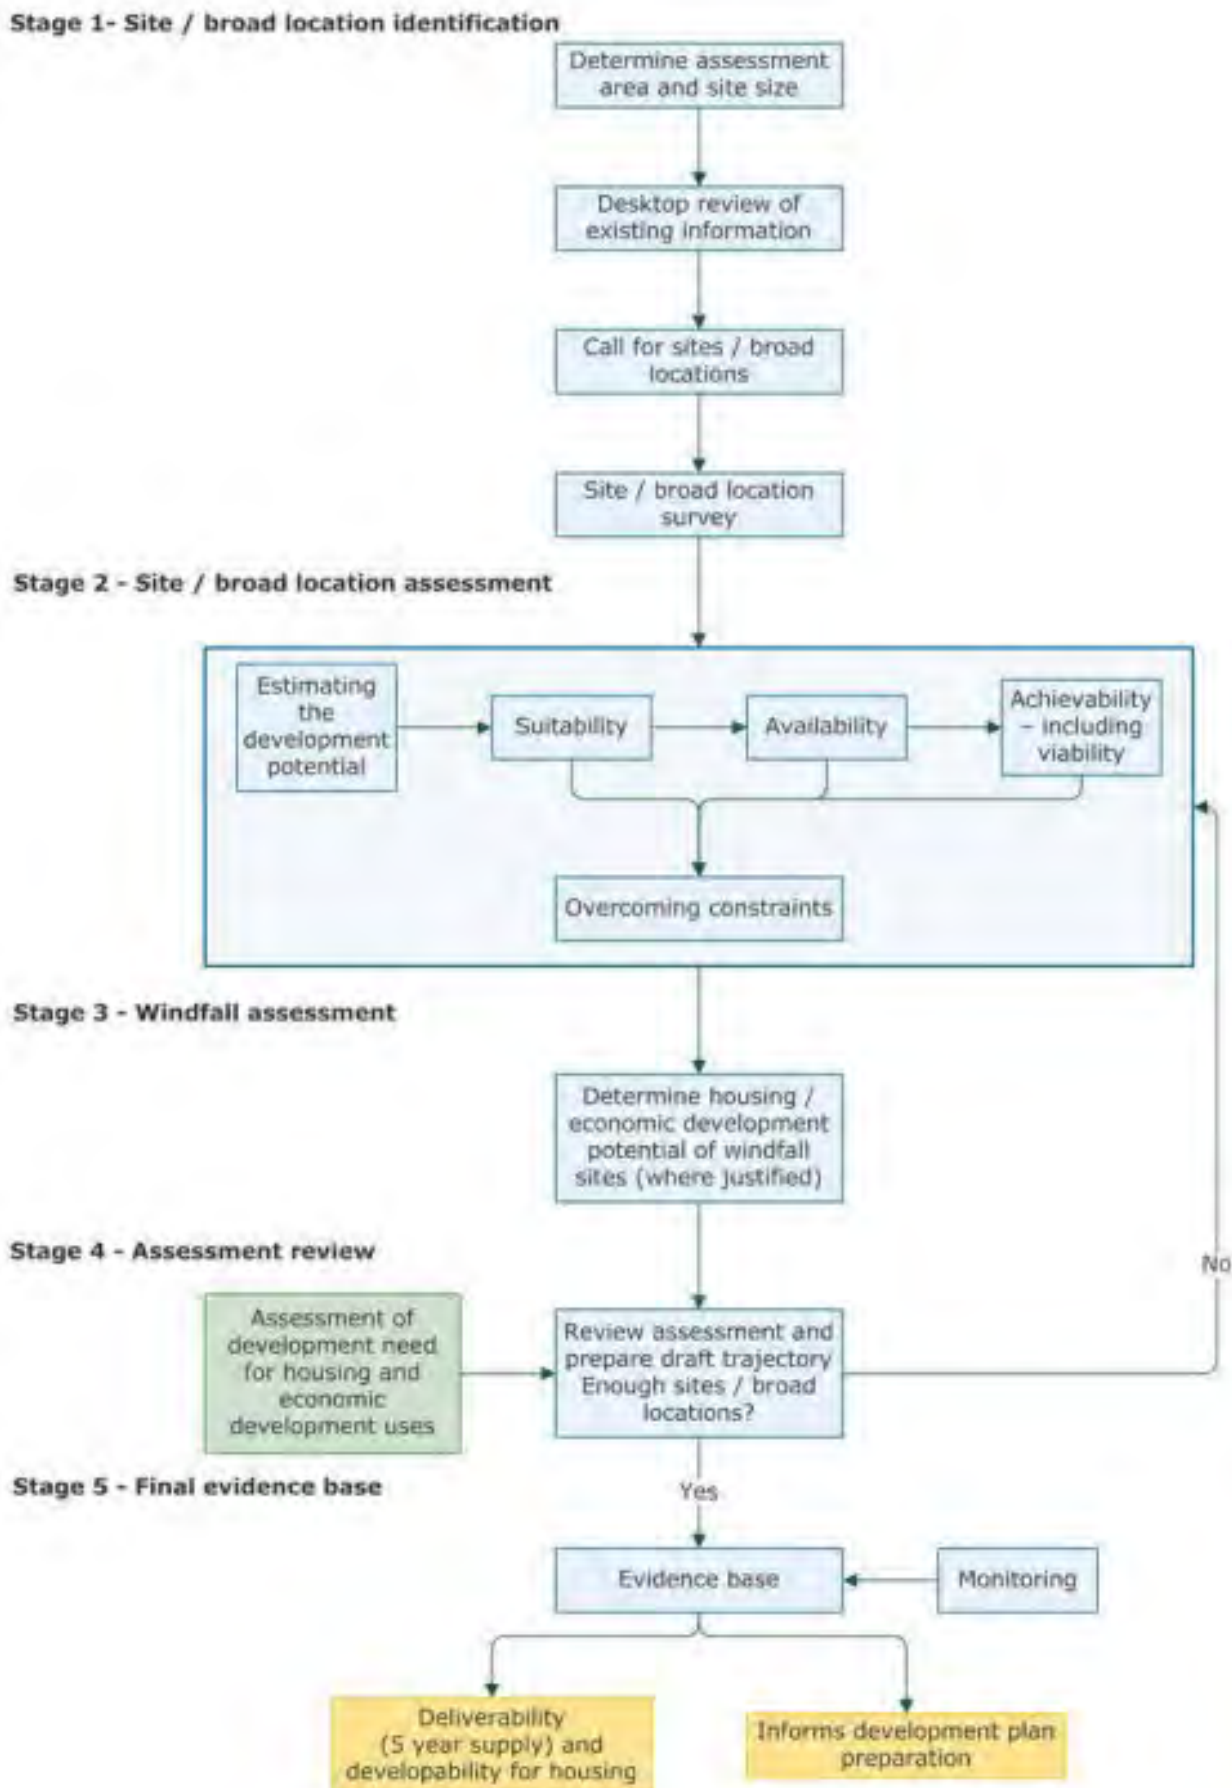 Stage 1- Site / broad location identification
Determine assessment
area and site size
Desktop review of
existing information
Call for sites / broad
locations
Site / broad location
survey
Stage 2 - Site / broad location assessment
Estimating
the
development
potential
Suitability
Availability
Achievability
– including
viability
Overcoming constraints
Stage 3 - Windfall assessment
Determine housing /
economic development
potential of windfall
sites (where justified)
Stage 4 - Assessment review
No
Assessment of
development need
for housing and
economic
development uses
Review assessment and
prepare draft trajectory
Enough sites / broad
locations?
Stage 5 - Final evidence base
Yes
Evidence base
Monitoring
Deliverability
(5 year supply) and
developability for housing
Informs development plan
preparation